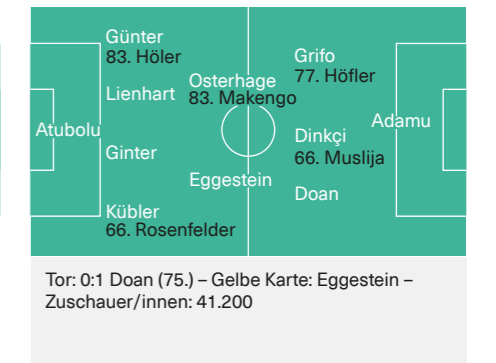 Günter
83. Höler
Lienhart
Atubolu
Ginter
Kübler
66. Rosenfelder
Osterhage
83. Makengo
Eggestein
Grifo
77. Höfler
Dinkçi
66. Muslija
Doan
Adamu
Tor: 0:1 Doan (75.) – Gelbe Karte: Eggestein –
Zuschauer/innen: 41.200